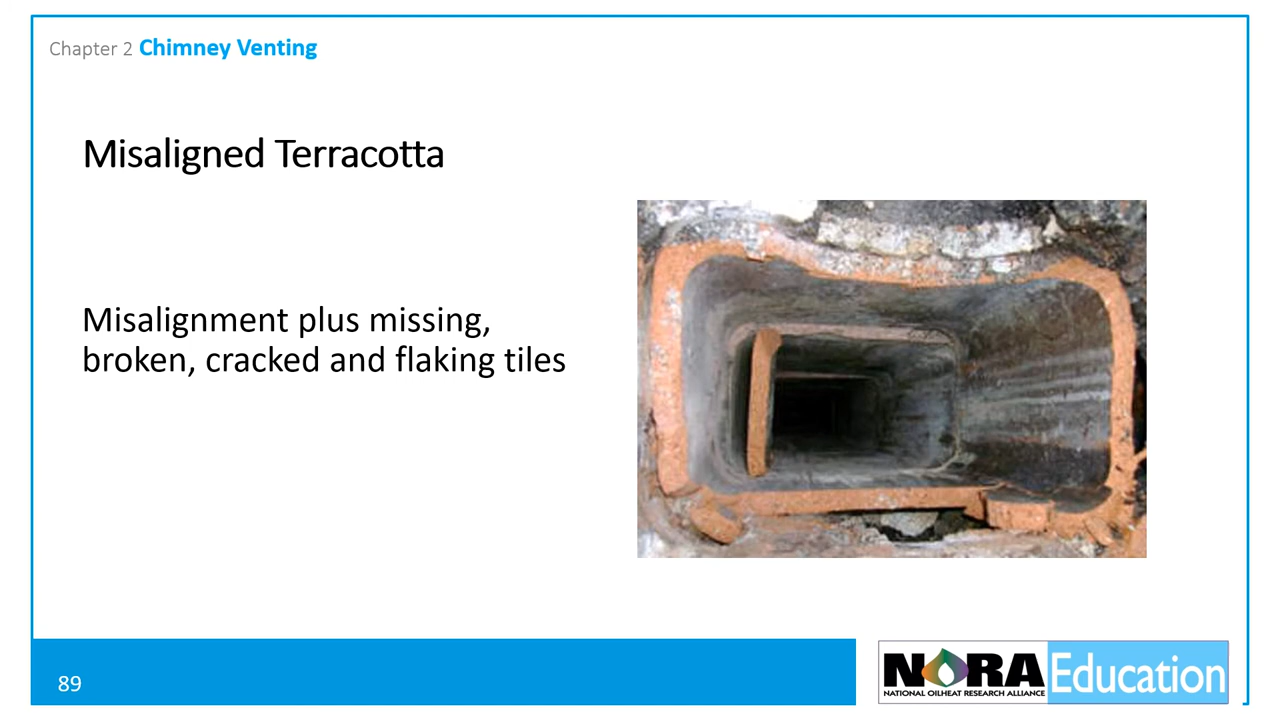 Chapter 2 Chimney Venting
Misaligned Terracotta
Misalignment plus missing,
broken, cracked and flaking tiles
89
NORA Education
NATIONAL OILHEAT RESEARCH ALLIANCE